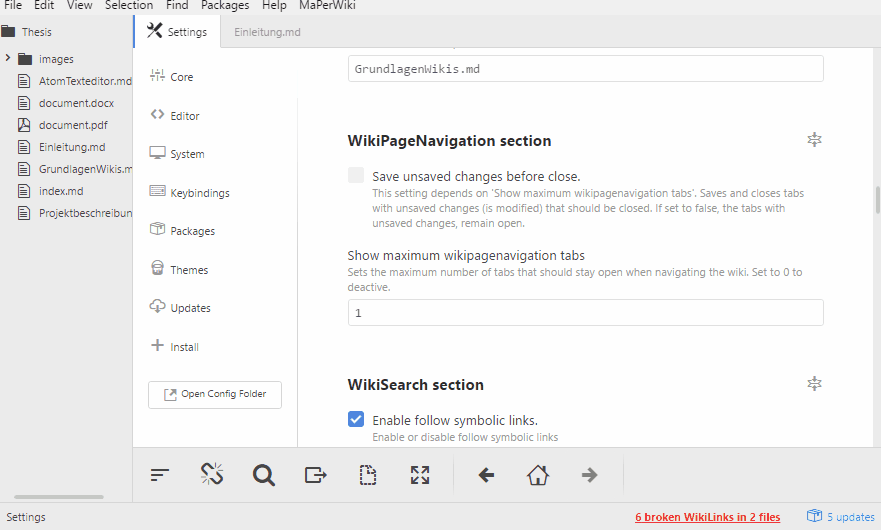 File Edit View Selection Find Packages Help MaPerWiki
Thesis
images
AtomTexteditor.md
document.docx
document.pdf
Einleitung.md
GrundlagenWikis.m
index.md
Projektbeschreibun
Settings
Einleitung.md
Core
Editor
System
Keybindings
Packages
Themes
Updates
Install
Open Config Folder
GrundlagenWikis.md
WikiPageNavigation section
Save unsaved changes before close.
This setting depends on 'Show maximum wikipagenavigation tabs'. Saves and closes tabs
with unsaved changes (is modified) that should be closed. If set to false, the tabs with
unsaved changes, remain open.
Show maximum wikipagenavigation tabs
Sets the maximum number of tabs that should stay open when navigating the wiki. Set to 0 to
deactive.
1
WikiSearch section
Enable follow symbolic links.
Enable or disable follow symbolic links
Settings
6 broken WikiLinks in 2 files
5 updates